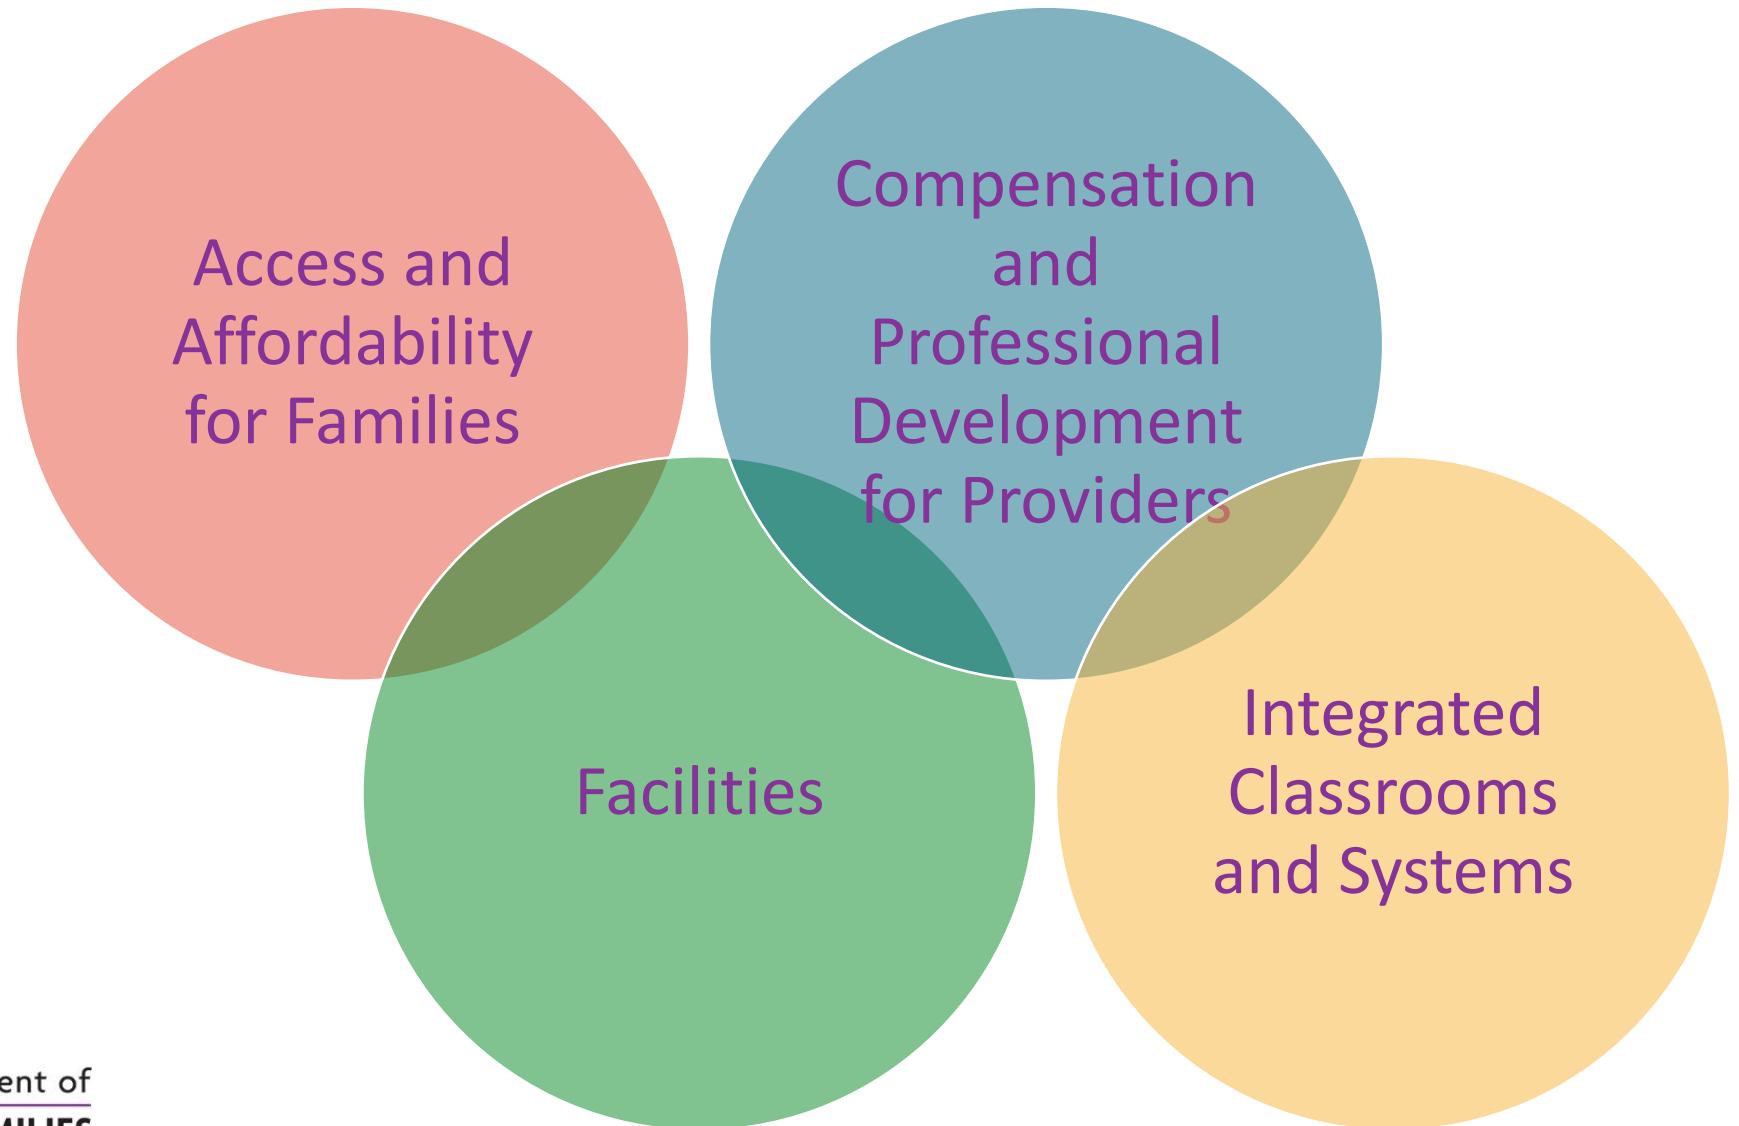 Access and
Affordability
for Families
Compensation
and
Professional
Development
for Providers
Facilities
Integrated
Classrooms
and Systems
ent of